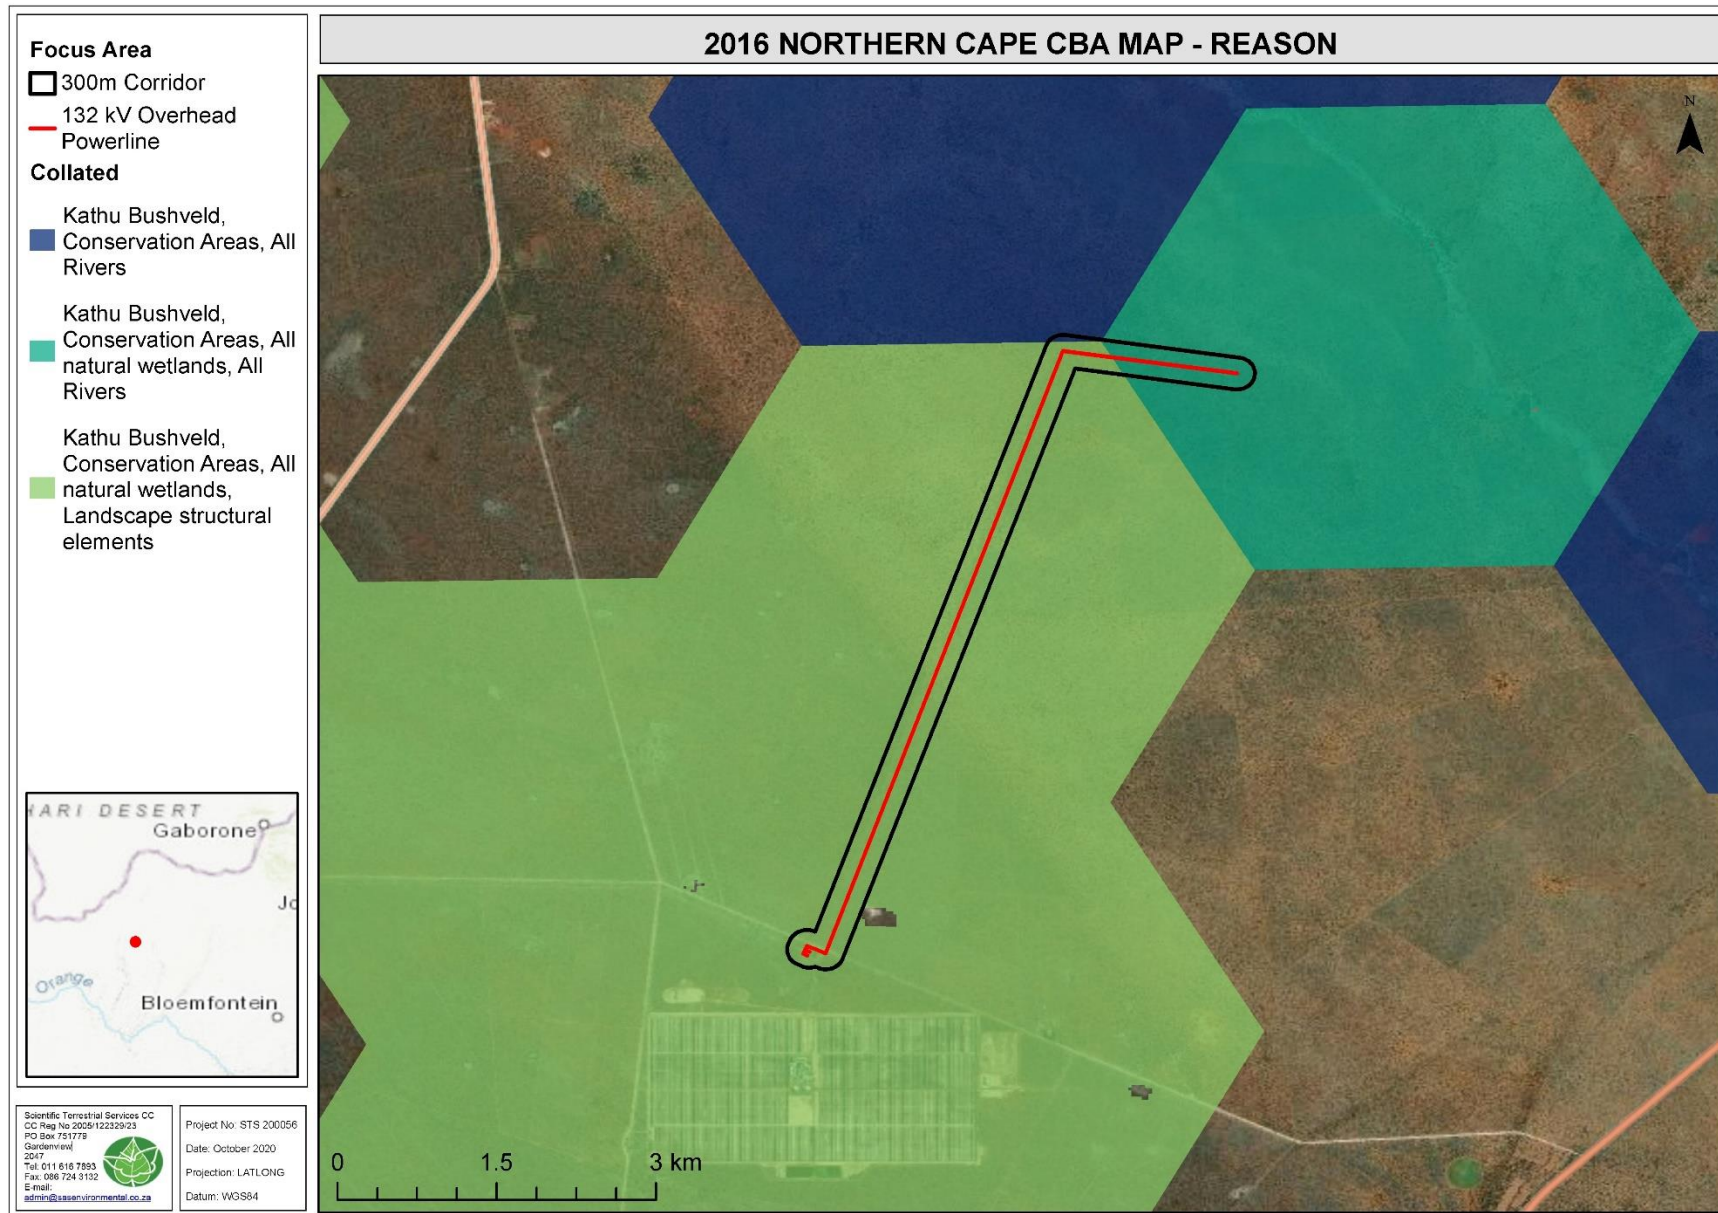 2016 NORTHERN CAPE CBA MAP - REASON
Focus Area
300m Corridor
132 kV Overhead
Powerline
Collated
Kathu Bushveld,
Conservation Areas, All
Rivers
Kathu Bushveld,
Conservation Areas, All
natural wetlands, All
Rivers
Kathu Bushveld,
Conservation Areas, All
natural wetlands,
Landscape structural
elements
HARI DESERT
Gaborone
Jo
Orange
Bloemfontein
Scientific Terrestrial Services CC
CC Reg No 2005/122329/23
PO Box 751779
Gardenview
2047
Tel: 011 616 7893
Fax: 086 724 3132
E-mail:
admin@sasenvironmental.co.za
Project No: STS 200056
Date: October 2020
Projection: LATLONG
Datum: WGS84
N
0 1.5 3 km